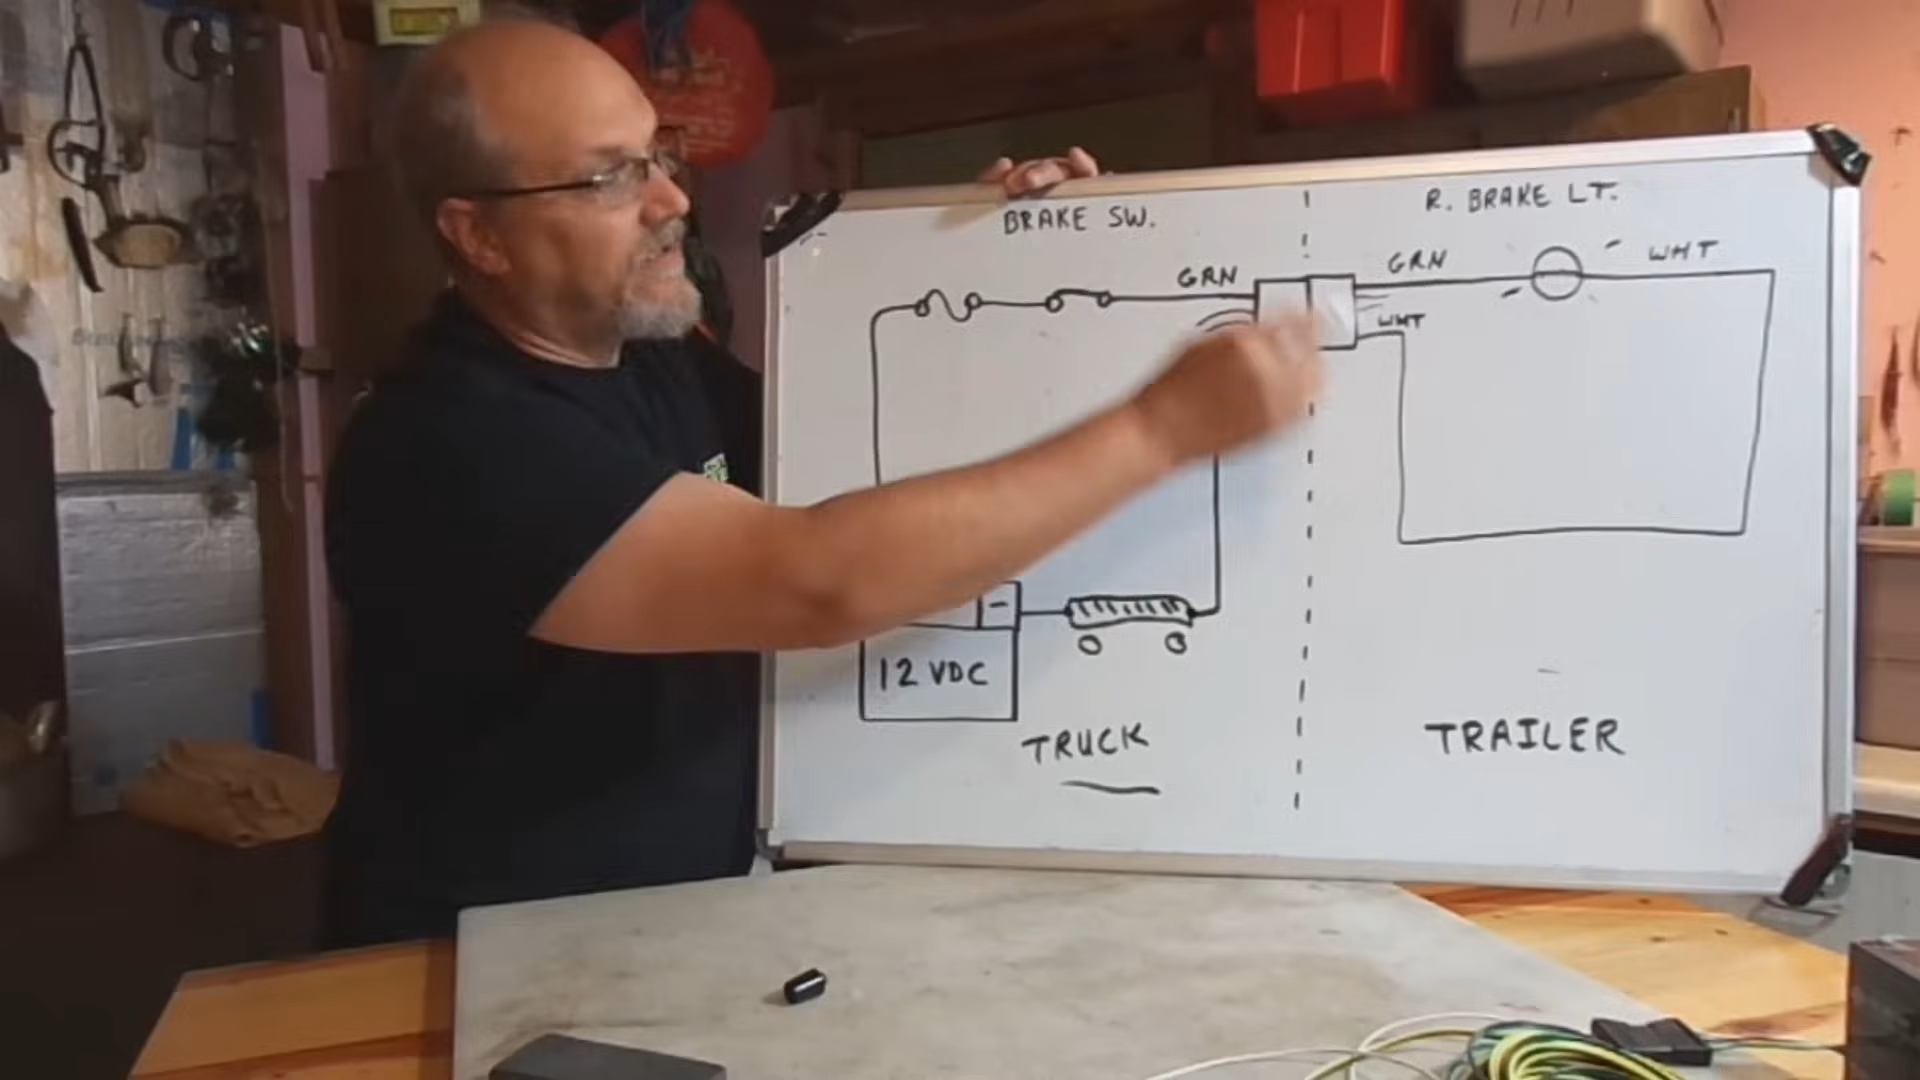 BRAKE SW.
R. BRAKE LT.
GRN
GRN
WHT
WHT
-
12 VDC
TRUCK
TRAILER